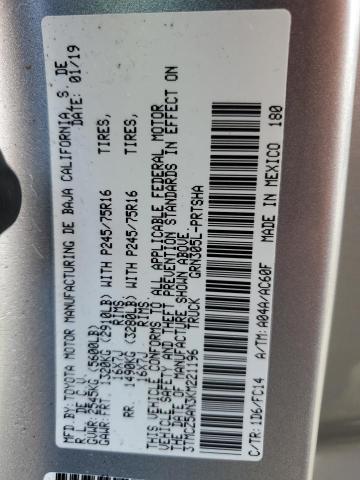 MFD.BY:TOYOTA MOTOR MANUFACTURING DE BAJA CALIFORNIA, S. DE
R.L. DE C.V. DATE: 01/19
GVWR: 2545KG (5600LB)
GAWR: FRT. 1320KG (2910LB) WITH P245/75R16 TIRES,
16X7J RIMS,
RR. 1490KG (3280LB) WITH P245/75R16 TIRES,
16X7J RIMS,
THIS VEHICLE CONFORMS TO ALL APPLICABLE FEDERAL MOTOR
VEHICLE SAFETY AND THEFT PREVENTION STANDARDS IN EFFECT ON
THE DATE OF MANUFACTURE SHOWN ABOVE.
3TMCZ5AN3KM221196 TRUCK GRN305L-PRTSHA
C/TR: 1D6/FC14 A/TM: A04A/AC60F
MADE IN MEXICO 180